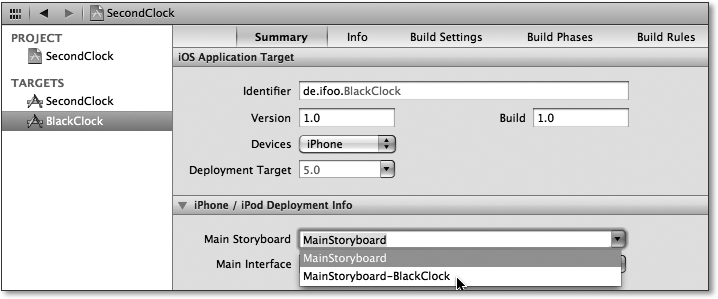 SecondClock
PROJECT
SecondClock
TARGETS
SecondClock
BlackClock
Summary Info Build Settings Build Phases Build Rules
iOS Application Target
Identifier de.ifoo.BlackClock
Version 1.0 Build 1.0
Devices iPhone
Deployment Target 5.0
iPhone / iPod Deployment Info
Main Storyboard MainStoryboard
MainStoryboard
Main Interface MainStoryboard-BlackClock